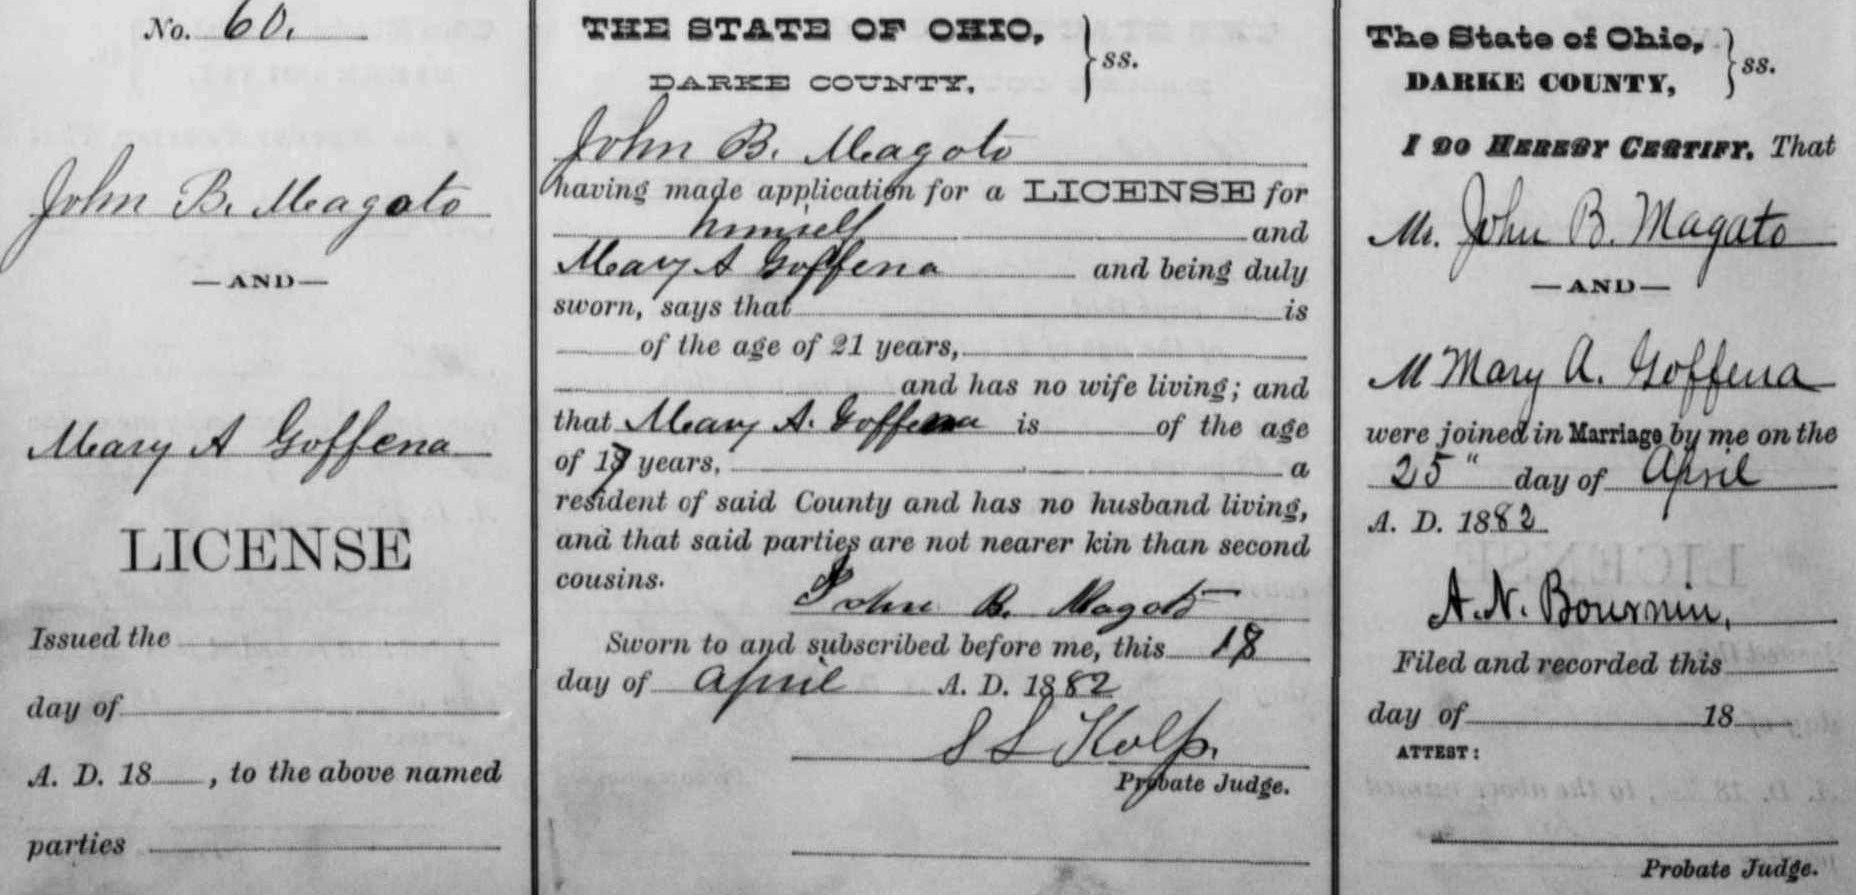 No. 60.
John B. Magoto
—AND—
Mary A Goffena
LICENSE
Issued the
day of
A. D. 18 , to the above named
parties
THE STATE OF OHIO, } ss.
DARKE COUNTY.
John B. Magoto
having made application for a LICENSE for
himself and
Mary A Goffena and being duly
sworn, says that is
of the age of 21 years,
and has no wife living; and
that Mary A. Goffena is of the age
of 18 years, a
resident of said County and has no husband living,
and that said parties are not nearer kin than second
cousins.
John B. Magoto
Sworn to and subscribed before me, this 18
day of April A. D. 1882
S L Kolp.
Probate Judge.
The State of Ohio, } ss.
DARKE COUNTY,
I DO HEREBY CERTIFY, That
Mr. John B. Magato
—AND—
M Mary A. Goffena
were joined in Marriage by me on the
25" day of April
A. D. 1882
A. N. Bournin,
Filed and recorded this
day of 18
ATTEST:
Probate Judge.